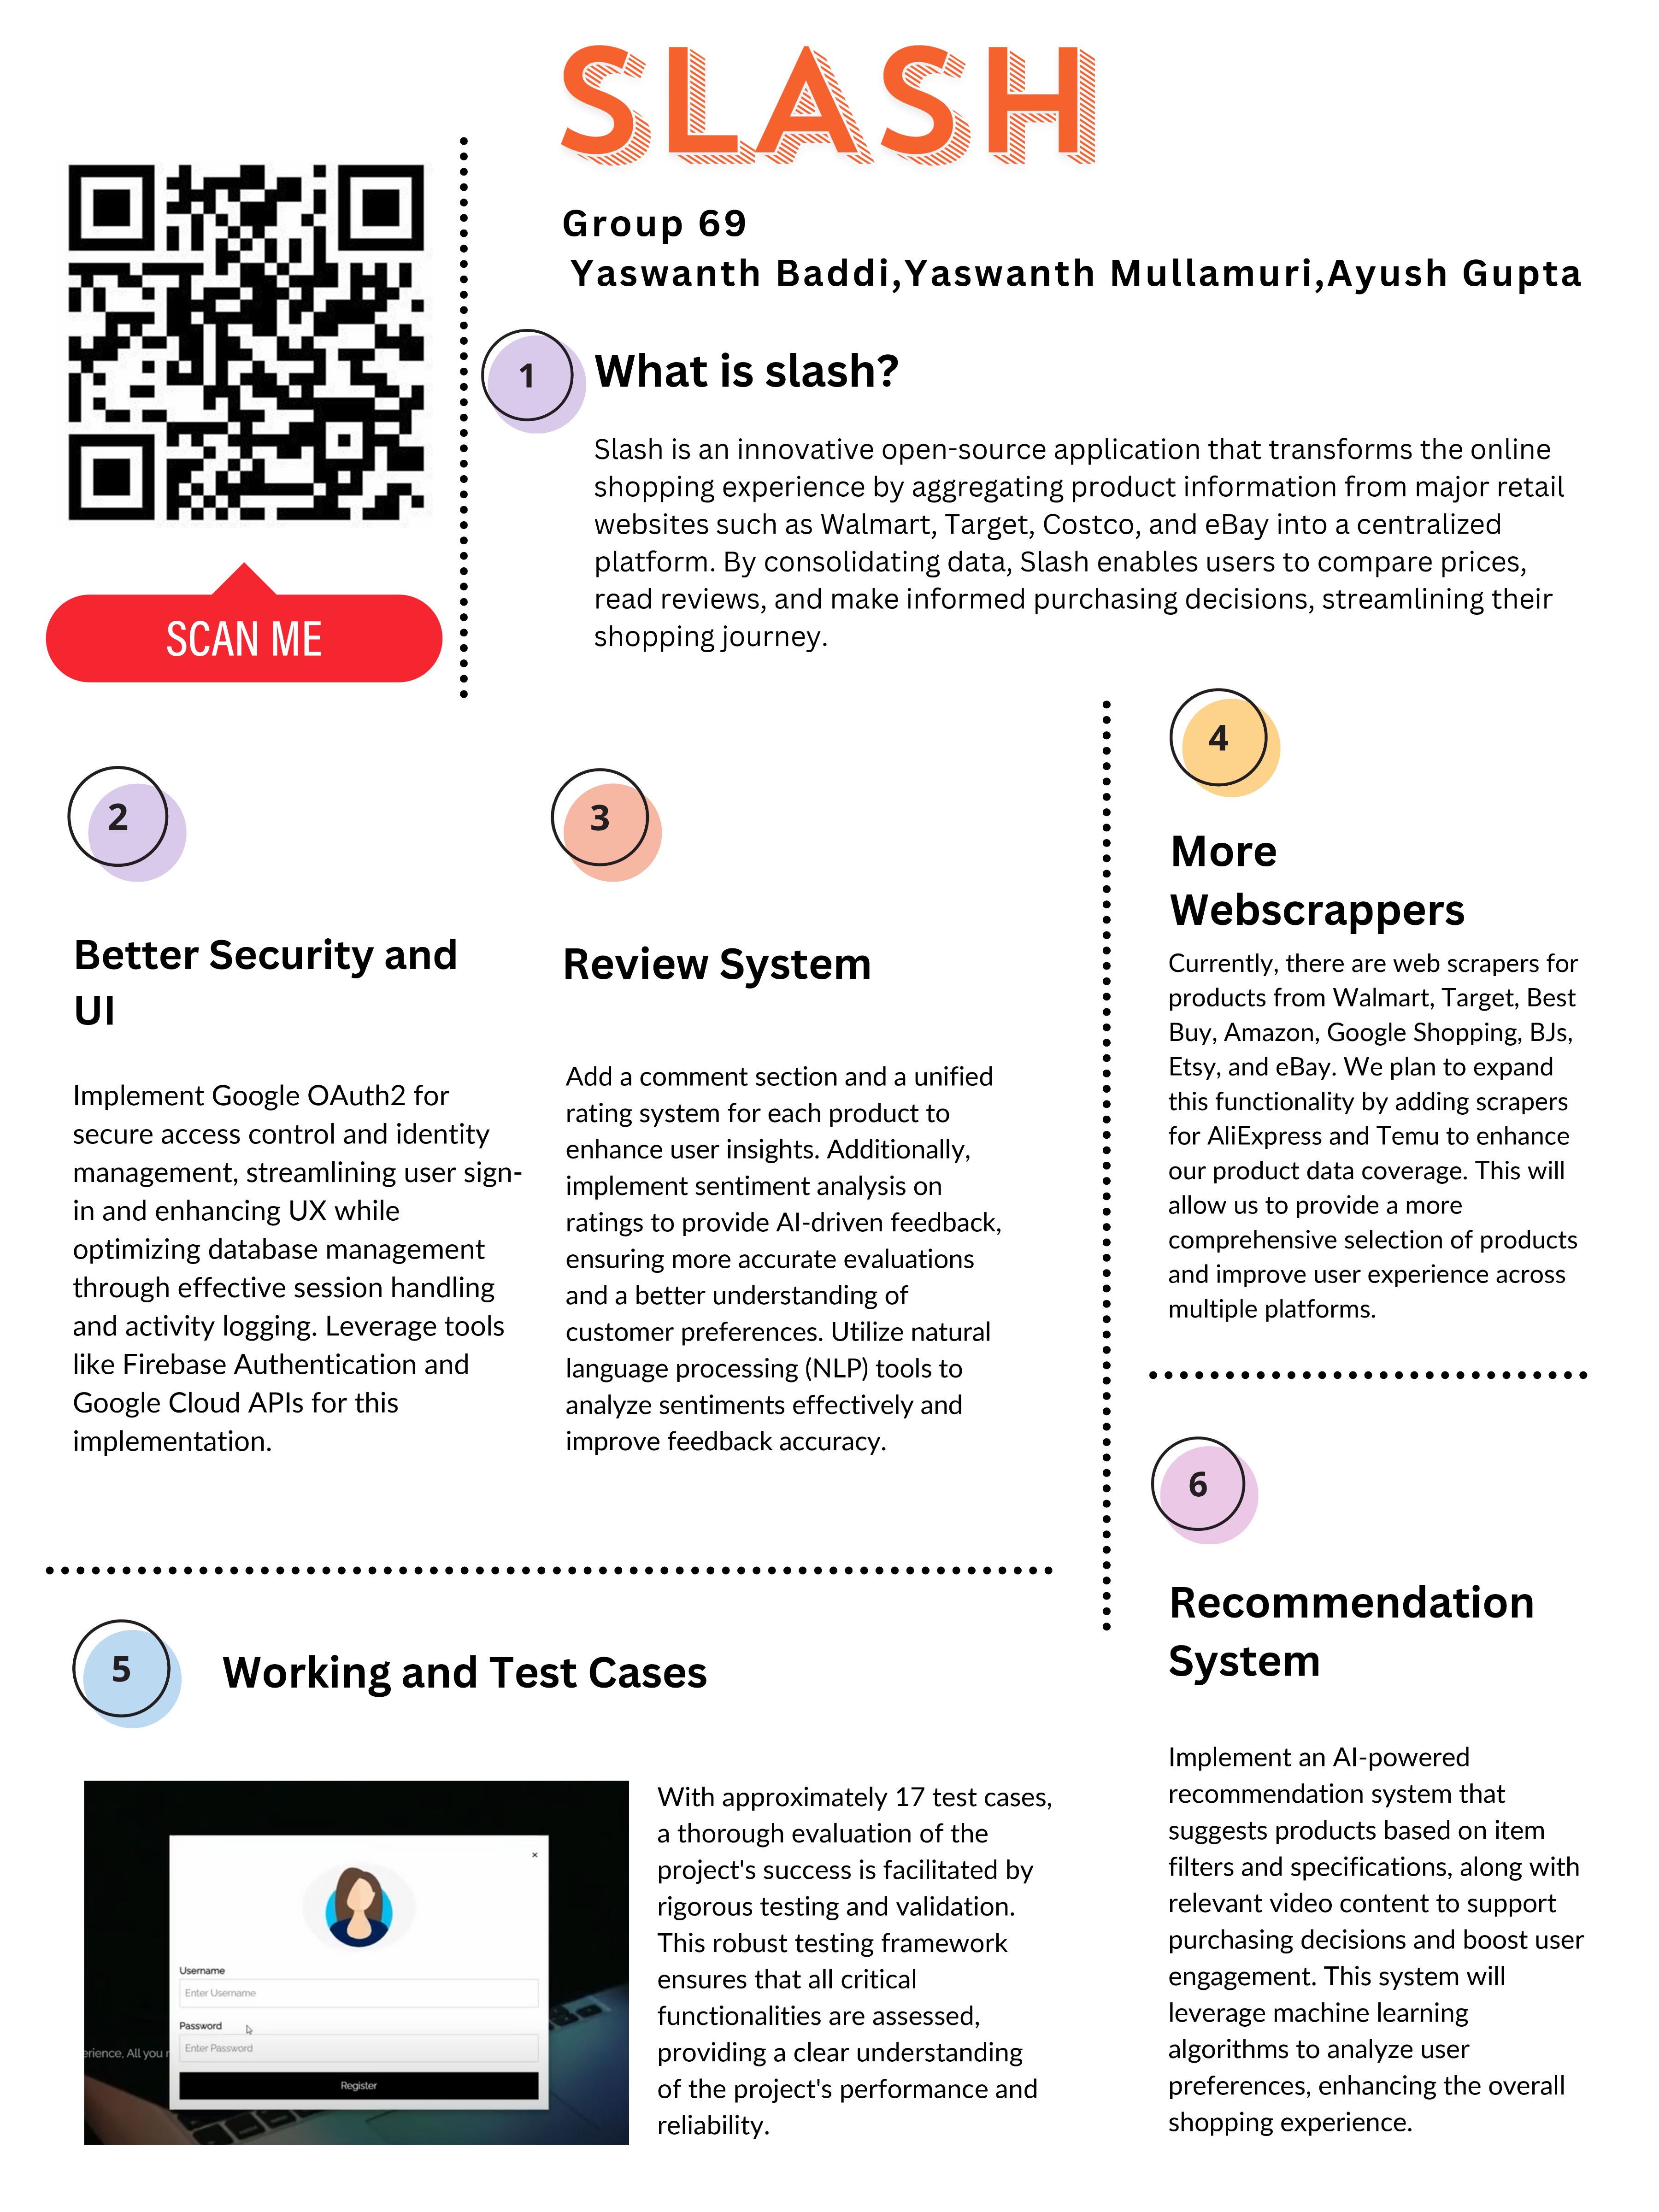 SLASH
Group 69
Yaswanth Baddi,Yaswanth Mullamuri,Ayush Gupta
SCAN ME
1
What is slash?
Slash is an innovative open-source application that transforms the online
shopping experience by aggregating product information from major retail
websites such as Walmart, Target, Costco, and eBay into a centralized
platform. By consolidating data, Slash enables users to compare prices,
read reviews, and make informed purchasing decisions, streamlining their
shopping journey.
2
Better Security and
UI
Implement Google OAuth2 for
secure access control and identity
management, streamlining user sign-
in and enhancing UX while
optimizing database management
through effective session handling
and activity logging. Leverage tools
like Firebase Authentication and
Google Cloud APIs for this
implementation.
3
Review System
Add a comment section and a unified
rating system for each product to
enhance user insights. Additionally,
implement sentiment analysis on
ratings to provide AI-driven feedback,
ensuring more accurate evaluations
and a better understanding of
customer preferences. Utilize natural
language processing (NLP) tools to
analyze sentiments effectively and
improve feedback accuracy.
4
More
Webscrappers
Currently, there are web scrapers for
products from Walmart, Target, Best
Buy, Amazon, Google Shopping, BJs,
Etsy, and eBay. We plan to expand
this functionality by adding scrapers
for AliExpress and Temu to enhance
our product data coverage. This will
allow us to provide a more
comprehensive selection of products
and improve user experience across
multiple platforms.
5
Working and Test Cases
×
Username
Enter Username
Password
Enter Password
erience, All you r
Register
With approximately 17 test cases,
a thorough evaluation of the
project's success is facilitated by
rigorous testing and validation.
This robust testing framework
ensures that all critical
functionalities are assessed,
providing a clear understanding
of the project's performance and
reliability.
6
Recommendation
System
Implement an AI-powered
recommendation system that
suggests products based on item
filters and specifications, along with
relevant video content to support
purchasing decisions and boost user
engagement. This system will
leverage machine learning
algorithms to analyze user
preferences, enhancing the overall
shopping experience.